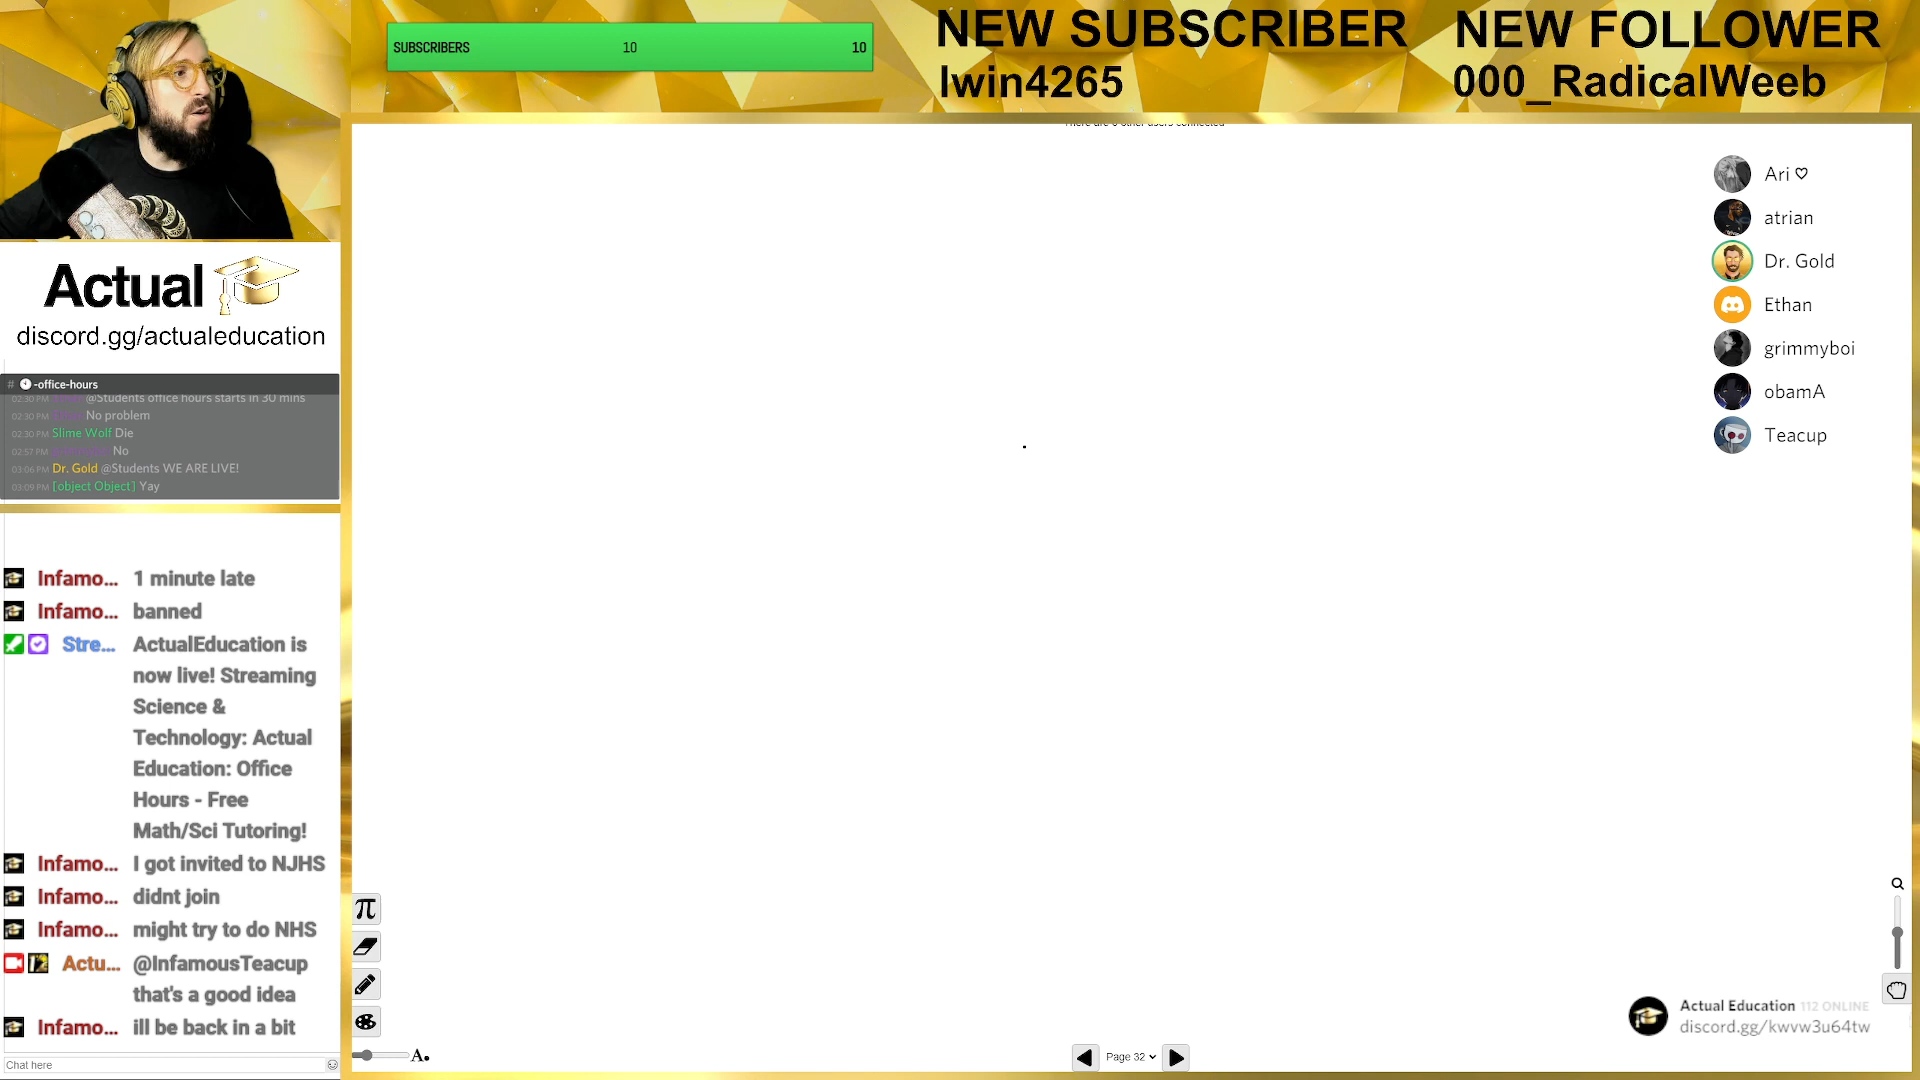 SUBSCRIBERS 10 10
NEW SUBSCRIBER
lwin4265
NEW FOLLOWER
000_RadicalWeeb
Actual
discord.gg/actualeducation
# -office-hours
02:30 PM @Students office hours starts in 30 mins
02:30 PM No problem
02:30 PM Slime Wolf Die
02:57 PM No
03:06 PM Dr. Gold @Students WE ARE LIVE!
03:09 PM [object Object] Yay
Infamo... 1 minute late
Infamo... banned
Stre... ActualEducation is
now live! Streaming
Science &
Technology: Actual
Education: Office
Hours - Free
Math/Sci Tutoring!
Infamo... I got invited to NJHS
Infamo... didnt join
Infamo... might try to do NHS
Actu... @InfamousTeacup
that's a good idea
Infamo... ill be back in a bit
Chat here
Ari ♡
atrian
Dr. Gold
Ethan
grimmyboi
obamA
Teacup
π
A.
Page 32
Actual Education 112 ONLINE
discord.gg/kwvw3u64tw